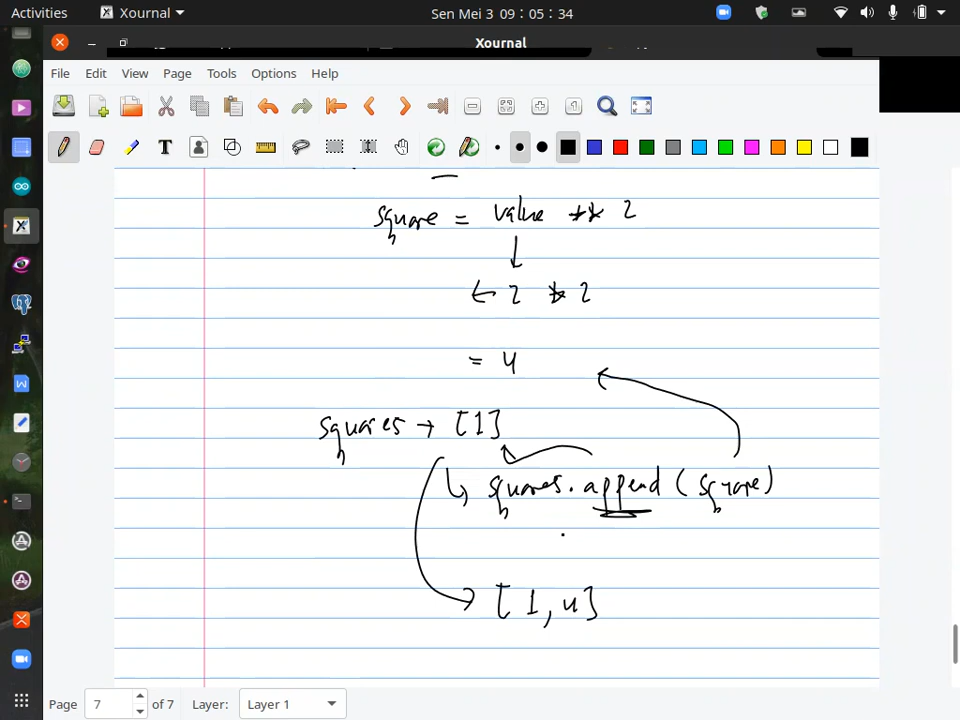 Activities Xournal Sen Mei 3 09 : 05 : 34
Xournal
File Edit View Page Tools Options Help
square = value ** 2
↓
← 2 * 2
= 4
squares → [1]
↳ squares.append(square)
[1, 4]
Page 7 of 7 Layer: Layer 1